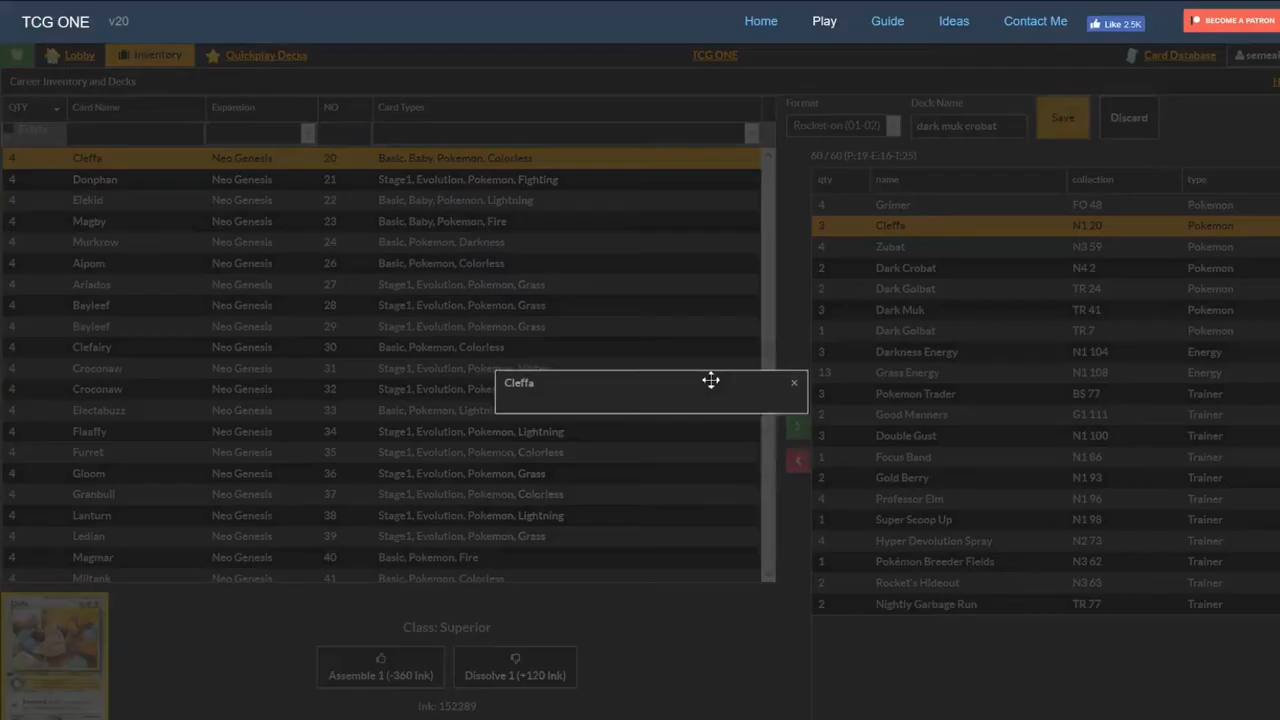 TCG ONE v20 Home Play Guide Ideas Contact Me Like 2.5K BECOME A PATRON
Lobby Inventory Quickplay Decks TCG ONE Card Database
Career Inventory and Decks
QTY Card Name Expansion NO Card Types
4 Cleffa Neo Genesis 20 Basic, Baby, Pokemon, Colorless
4 Donphan Neo Genesis 21 Stage1, Evolution, Pokemon, Fighting
4 Elekid Neo Genesis 22 Basic, Baby, Pokemon, Lightning
4 Magby Neo Genesis 23 Basic, Baby, Pokemon, Fire
4 Murkrow Neo Genesis 24 Basic, Pokemon, Darkness
4 Aipom Neo Genesis 26 Basic, Pokemon, Colorless
4 Ariados Neo Genesis 27 Stage1, Evolution, Pokemon, Grass
4 Bayleef Neo Genesis 28 Stage1, Evolution, Pokemon, Grass
4 Bayleef Neo Genesis 29 Stage1, Evolution, Pokemon, Grass
4 Clefairy Neo Genesis 30 Basic, Pokemon, Colorless
4 Croconaw Neo Genesis 31 Stage1, Evolution, Pokemon,
4 Croconaw Neo Genesis 32 Stage1, Evolution,
4 Electabuzz Neo Genesis 33 Basic, Pokemon,
4 Flaaffy Neo Genesis 34 Stage1, Evolution, Pokemon, Lightning
4 Furret Neo Genesis 35 Stage1, Evolution, Pokemon, Colorless
4 Gloom Neo Genesis 36 Stage1, Evolution, Pokemon, Grass
4 Granbull Neo Genesis 37 Stage1, Evolution, Pokemon, Colorless
4 Lanturn Neo Genesis 38 Stage1, Evolution, Pokemon, Lightning
4 Ledian Neo Genesis 39 Stage1, Evolution, Pokemon, Grass
4 Magmar Neo Genesis 40 Basic, Pokemon, Fire
4 Miltank Neo Genesis 41 Basic, Pokemon, Colorless
Cleffa ×
Class: Superior
Assemble 1 (-360 Ink) Dissolve 1 (+120 Ink)
Ink: 152289
Format Deck Name
Rocket-on (01-02) dark muk crobat Save Discard
60 / 60 (P:19-E:16-T:25)
qty name collection type
4 Grimer FO 48 Pokemon
3 Cleffa N1 20 Pokemon
4 Zubat N3 59 Pokemon
2 Dark Crobat N4 2 Pokemon
2 Dark Golbat TR 24 Pokemon
3 Dark Muk TR 41 Pokemon
1 Dark Golbat TR 7 Pokemon
3 Darkness Energy N1 104 Energy
13 Grass Energy N1 108 Energy
3 Pokemon Trader BS 77 Trainer
2 Good Manners G1 111 Trainer
3 Double Gust N1 100 Trainer
1 Focus Band N1 86 Trainer
2 Gold Berry N1 93 Trainer
4 Professor Elm N1 96 Trainer
1 Super Scoop Up N1 98 Trainer
4 Hyper Devolution Spray N2 73 Trainer
1 Pokémon Breeder Fields N3 62 Trainer
2 Rocket's Hideout N3 63 Trainer
2 Nightly Garbage Run TR 77 Trainer